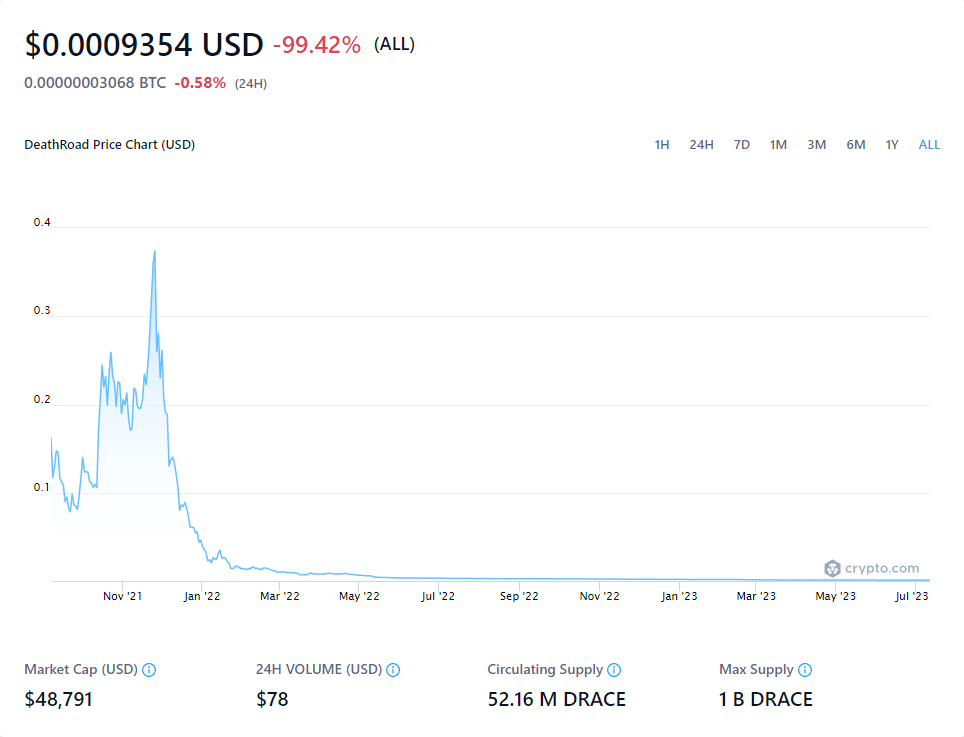 $0.0009354 USD -99.42% (ALL)
0.00000003068 BTC -0.58% (24H)
DeathRoad Price Chart (USD) 1H 24H 7D 1M 3M 6M 1Y ALL
0.4
0.3
0.2
0.1
crypto.com
Nov '21 Jan '22 Mar '22 May '22 Jul '22 Sep '22 Nov '22 Jan '23 Mar '23 May '23 Jul '23
Market Cap (USD) 24H VOLUME (USD) Circulating Supply Max Supply
$48,791 $78 52.16 M DRACE 1 B DRACE